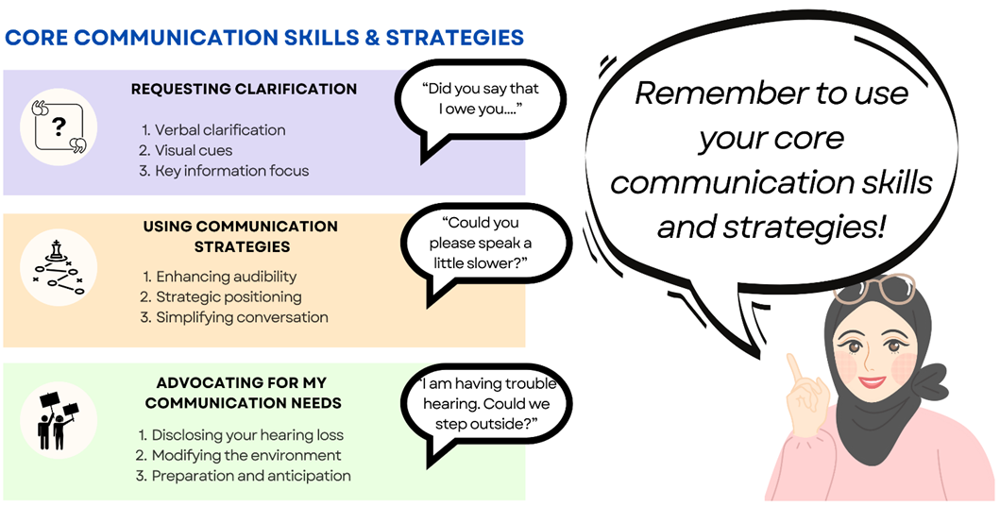 CORE COMMUNICATION SKILLS & STRATEGIES
REQUESTING CLARIFICATION
1. Verbal clarification
2. Visual cues
3. Key information focus
“Did you say that
I owe you....”
?
USING COMMUNICATION
STRATEGIES
1. Enhancing audibility
2. Strategic positioning
3. Simplifying conversation
“Could you
please speak a
little slower?”
ADVOCATING FOR MY
COMMUNICATION NEEDS
1. Disclosing your hearing loss
2. Modifying the environment
3. Preparation and anticipation
“I am having trouble
hearing. Could we
step outside?”
Remember to use
your core
communication skills
and strategies!